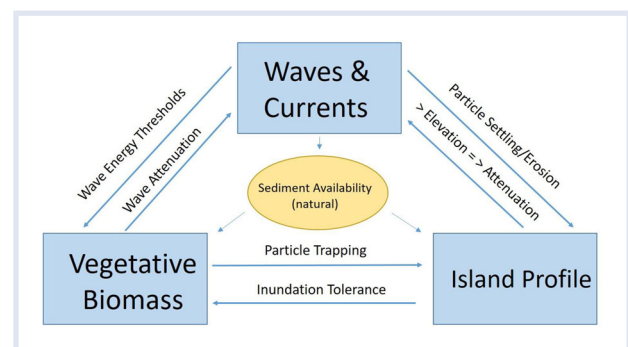 Waves &
Currents
Wave Energy Thresholds
Wave Attenuation
Particle Settling/Erosion
> Elevation = > Attenuation
Sediment Availability
(natural)
Vegetative
Biomass
Particle Trapping
Inundation Tolerance
Island Profile